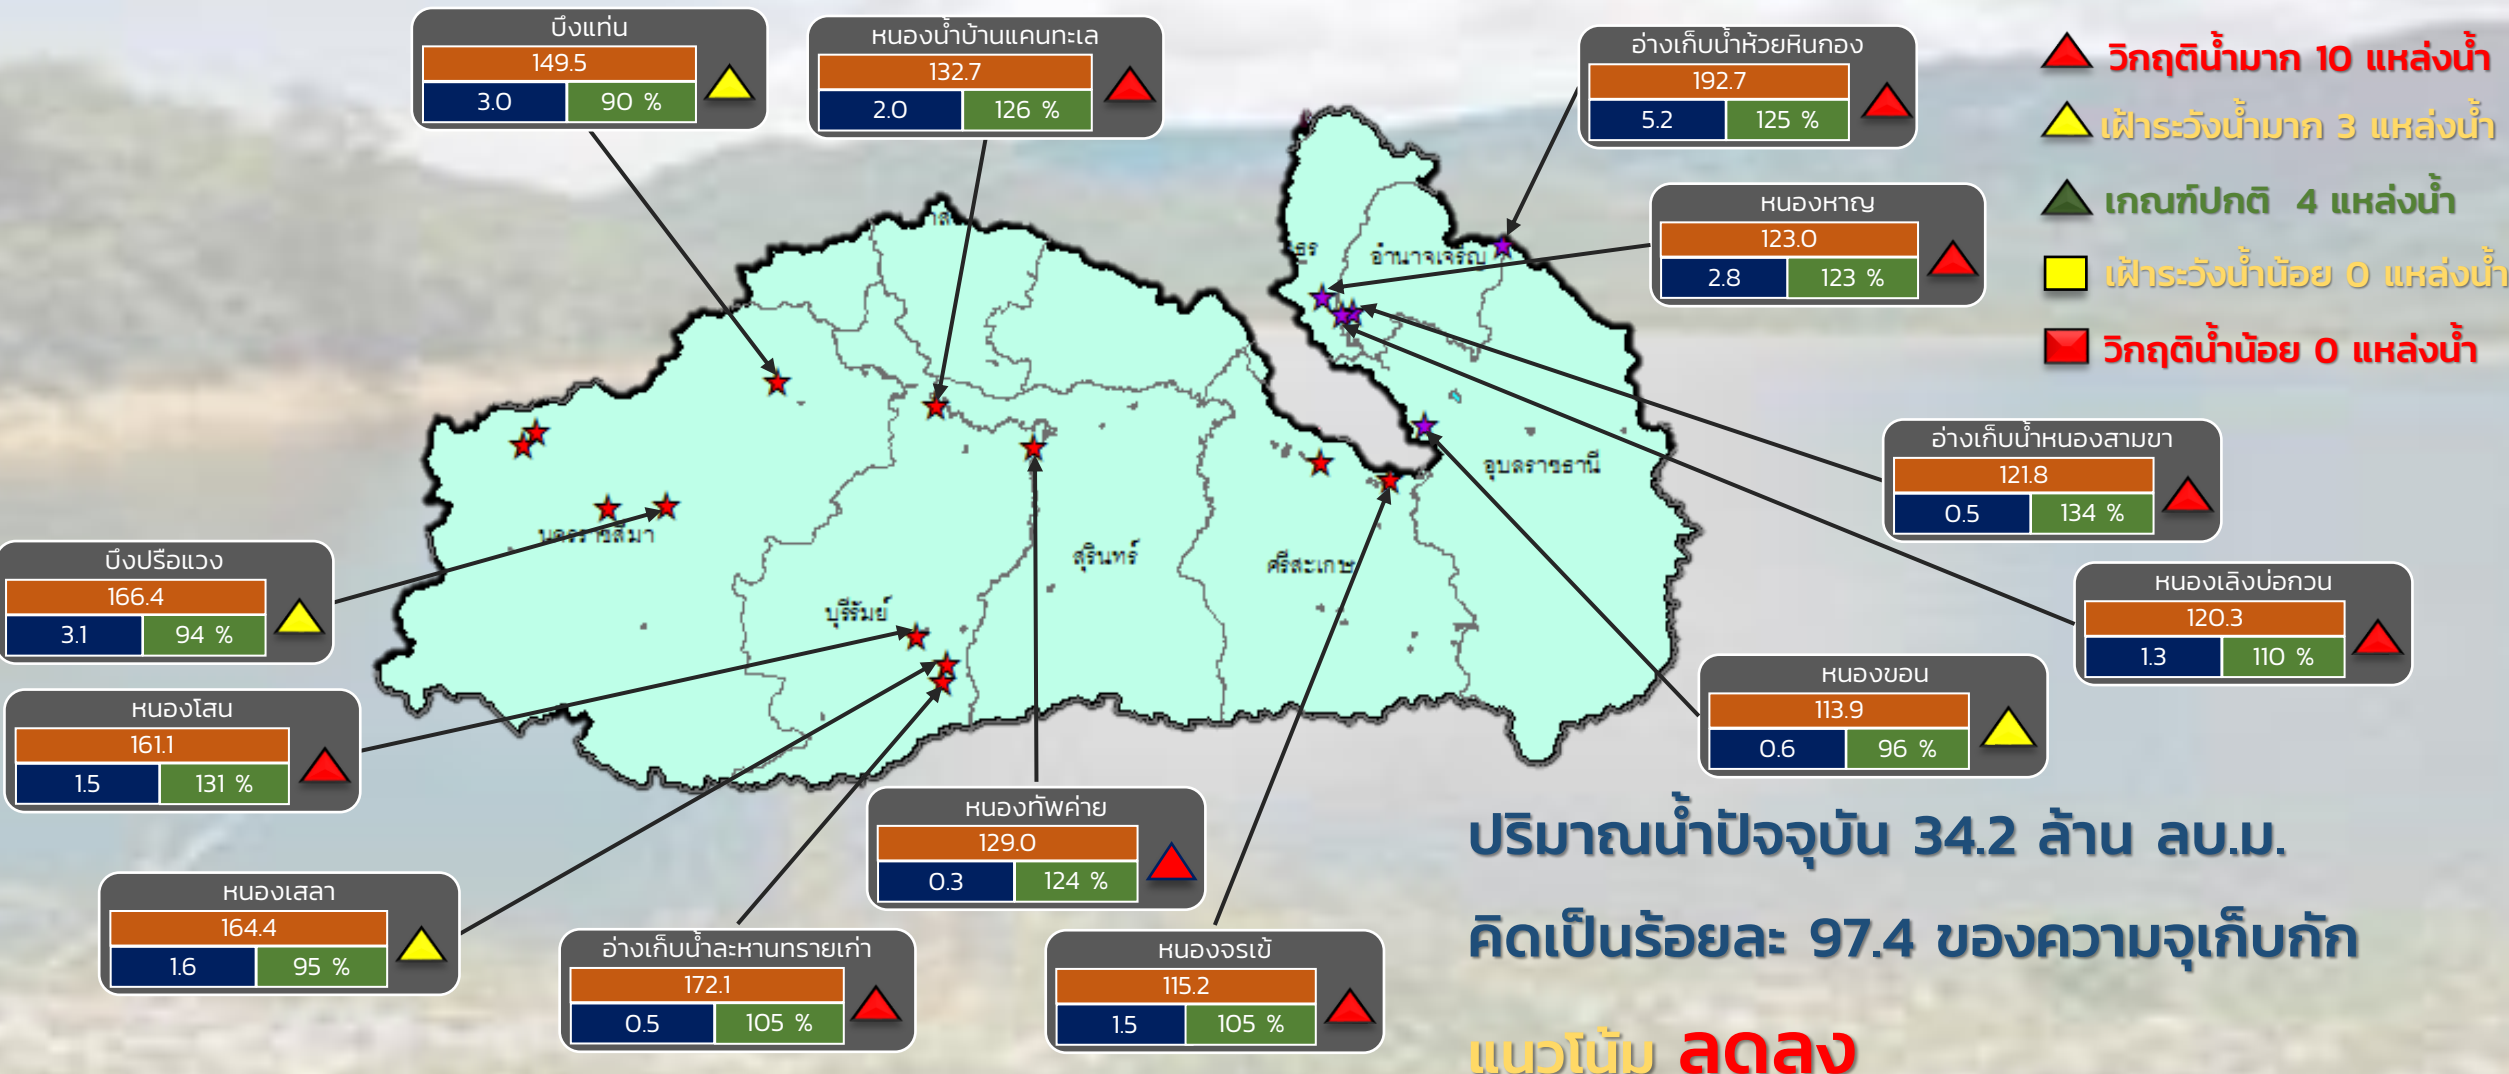 บึงแท่น
149.5
3.0 90 %
หนองน้ำบ้านแคนทะเล
132.7
2.0 126 %
อ่างเก็บน้ำห้วยหินกอง
192.7
5.2 125 %
หนองหาญ
123.0
2.8 123 %
วิกฤติน้ำมาก 10 แหล่งน้ำ
เฝ้าระวังน้ำมาก 3 แหล่งน้ำ
เกณฑ์ปกติ 4 แหล่งน้ำ
เฝ้าระวังน้ำน้อย 0 แหล่งน้ำ
วิกฤติน้ำน้อย 0 แหล่งน้ำ
อำนาจเจริญ
อุบลราชธานี
นครราชสีมา
สุรินทร์
ศรีสะเกษ
บุรีรัมย์
อ่างเก็บน้ำหนองสามขา
121.8
0.5 134 %
บึงปรือแวง
166.4
3.1 94 %
หนองเลิงบ่อกวน
120.3
1.3 110 %
หนองขอน
113.9
0.6 96 %
หนองโสน
161.1
1.5 131 %
หนองทัพค่าย
129.0
0.3 124 %
หนองเสลา
164.4
1.6 95 %
อ่างเก็บน้ำละหานทรายเก่า
172.1
0.5 105 %
หนองจรเข้
115.2
1.5 105 %
ปริมาณน้ำปัจจุบัน 34.2 ล้าน ลบ.ม.
คิดเป็นร้อยละ 97.4 ของความจุเก็บกัก
แนวโน้ม ลดลง